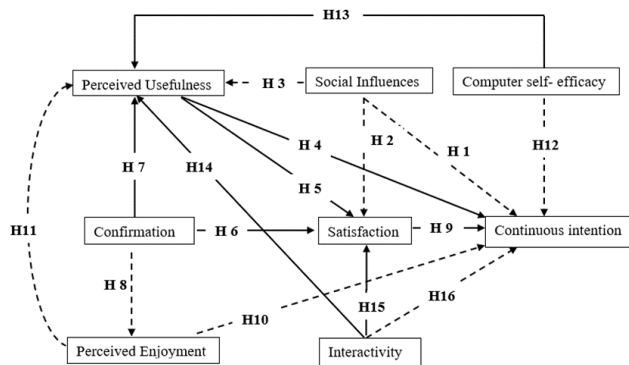 H13
Perceived Usefulness
H 3
Social Influences
Computer self- efficacy
H 4
H 2
H 1
H12
H 7
H14
H 5
H11
Confirmation
H 6
Satisfaction
H 9
Continuous intention
H 8
H10
H15
H16
Perceived Enjoyment
Interactivity